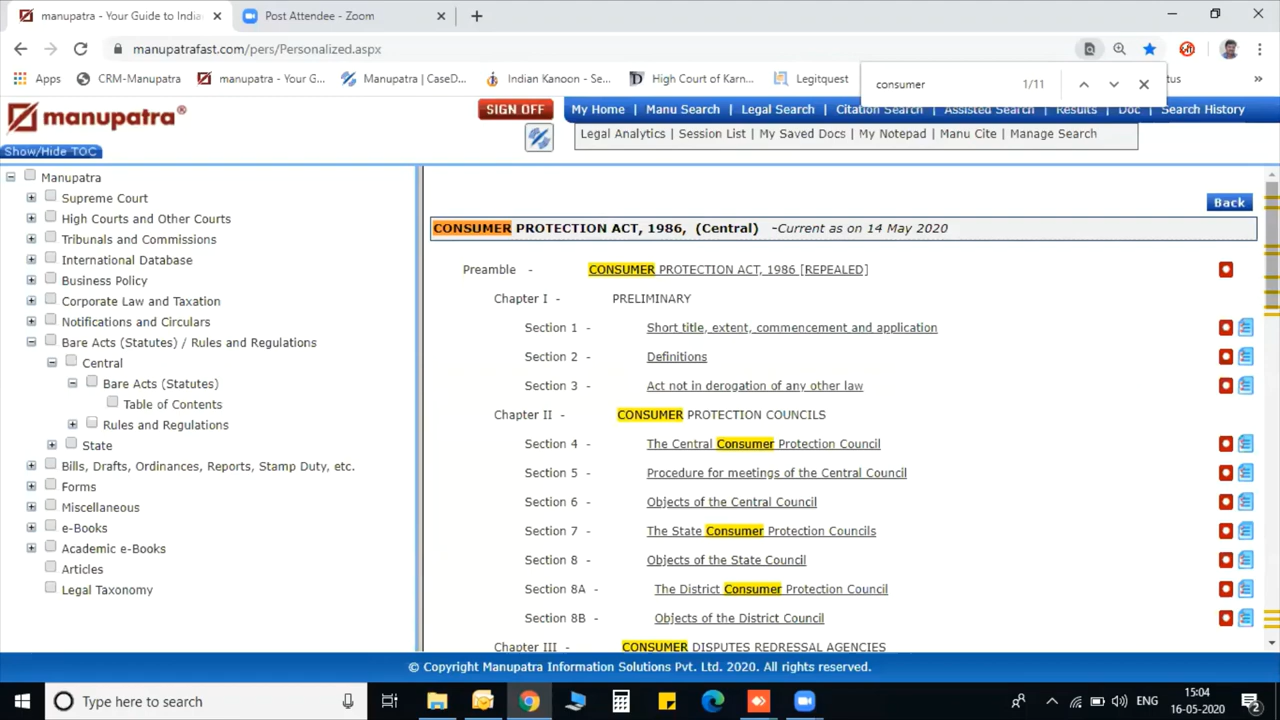 manupatra - Your Guide to India
Post Attendee - Zoom
manupatrafast.com/pers/Personalized.aspx
Apps
CRM-Manupatra
manupatra - Your G...
Manupatra | CaseD...
Indian Kanoon - Se...
High Court of Karn...
Legitquest
consumer 1/11
tus
»
manupatra®
SIGN OFF
My Home | Manu Search | Legal Search | Citation Search | Assisted Search | Results | Doc | Search History
Legal Analytics | Session List | My Saved Docs | My Notepad | Manu Cite | Manage Search
Show/Hide TOC
Manupatra
Supreme Court
High Courts and Other Courts
Tribunals and Commissions
International Database
Business Policy
Corporate Law and Taxation
Notifications and Circulars
Bare Acts (Statutes) / Rules and Regulations
Central
Bare Acts (Statutes)
Table of Contents
Rules and Regulations
State
Bills, Drafts, Ordinances, Reports, Stamp Duty, etc.
Forms
Miscellaneous
e-Books
Academic e-Books
Articles
Legal Taxonomy
Back
CONSUMER PROTECTION ACT, 1986, (Central) -Current as on 14 May 2020
Preamble - CONSUMER PROTECTION ACT, 1986 [REPEALED]
Chapter I - PRELIMINARY
Section 1 - Short title, extent, commencement and application
Section 2 - Definitions
Section 3 - Act not in derogation of any other law
Chapter II - CONSUMER PROTECTION COUNCILS
Section 4 - The Central Consumer Protection Council
Section 5 - Procedure for meetings of the Central Council
Section 6 - Objects of the Central Council
Section 7 - The State Consumer Protection Councils
Section 8 - Objects of the State Council
Section 8A - The District Consumer Protection Council
Section 8B - Objects of the District Council
Chapter III - CONSUMER DISPUTES REDRESSAL AGENCIES
© Copyright Manupatra Information Solutions Pvt. Ltd. 2020. All rights reserved.
Type here to search
ENG
15:04
16-05-2020
2